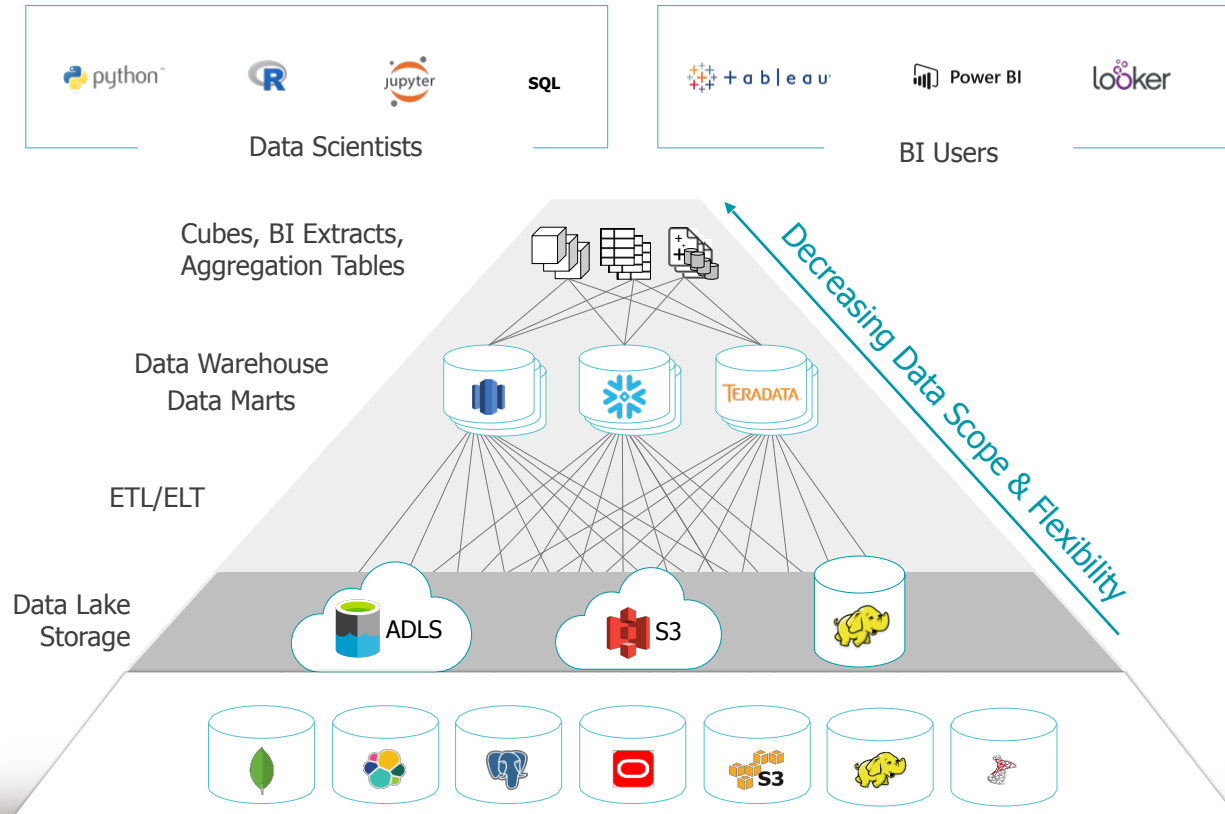 python™
R
jupyter
SQL
Data Scientists
+ a b l e a u
Power BI
looker
BI Users
Cubes, BI Extracts,
Aggregation Tables
Decreasing Data Scope & Flexibility
Data Warehouse
Data Marts
TERADATA.
ETL/ELT
Data Lake
Storage
ADLS
S3
S3